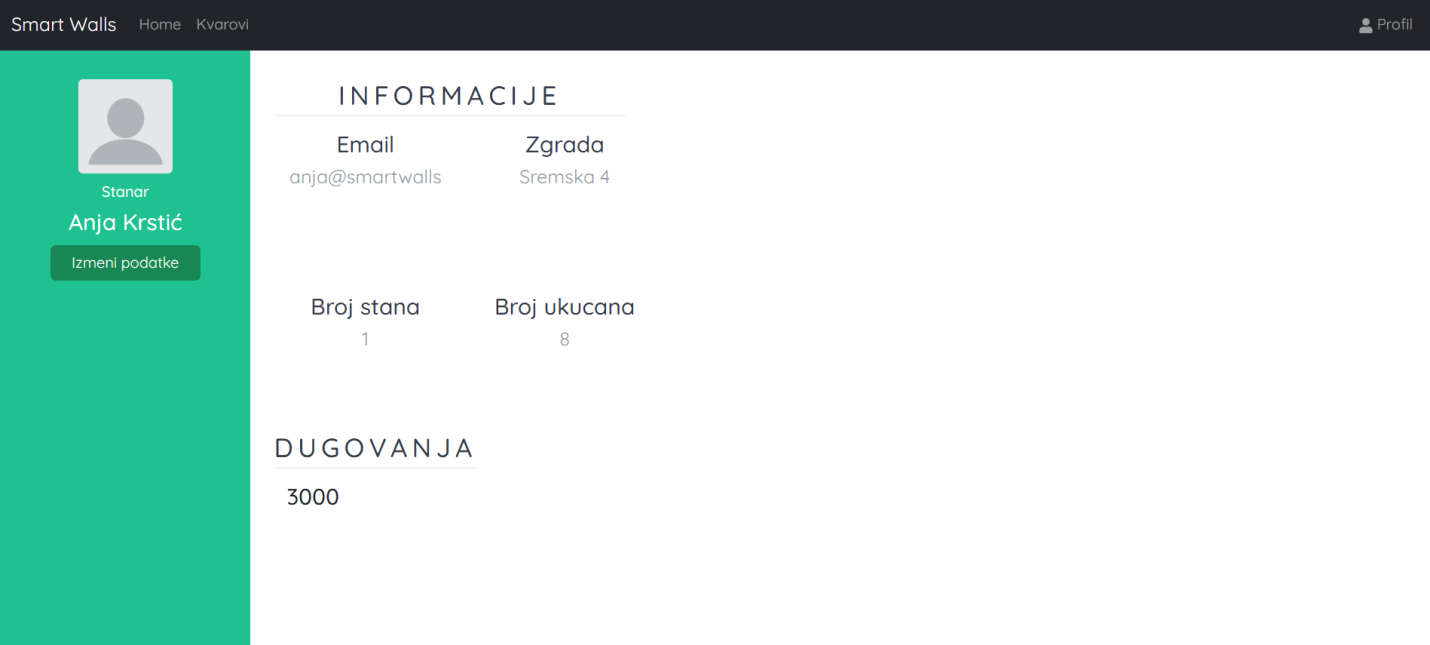 Smart Walls Home Kvarovi Profil
Stanar
Anja Krstić
Izmeni podatke
INFORMACIJE
Email Zgrada
anja@smartwalls Sremska 4
Broj stana Broj ukucana
1 8
DUGOVANJA
3000